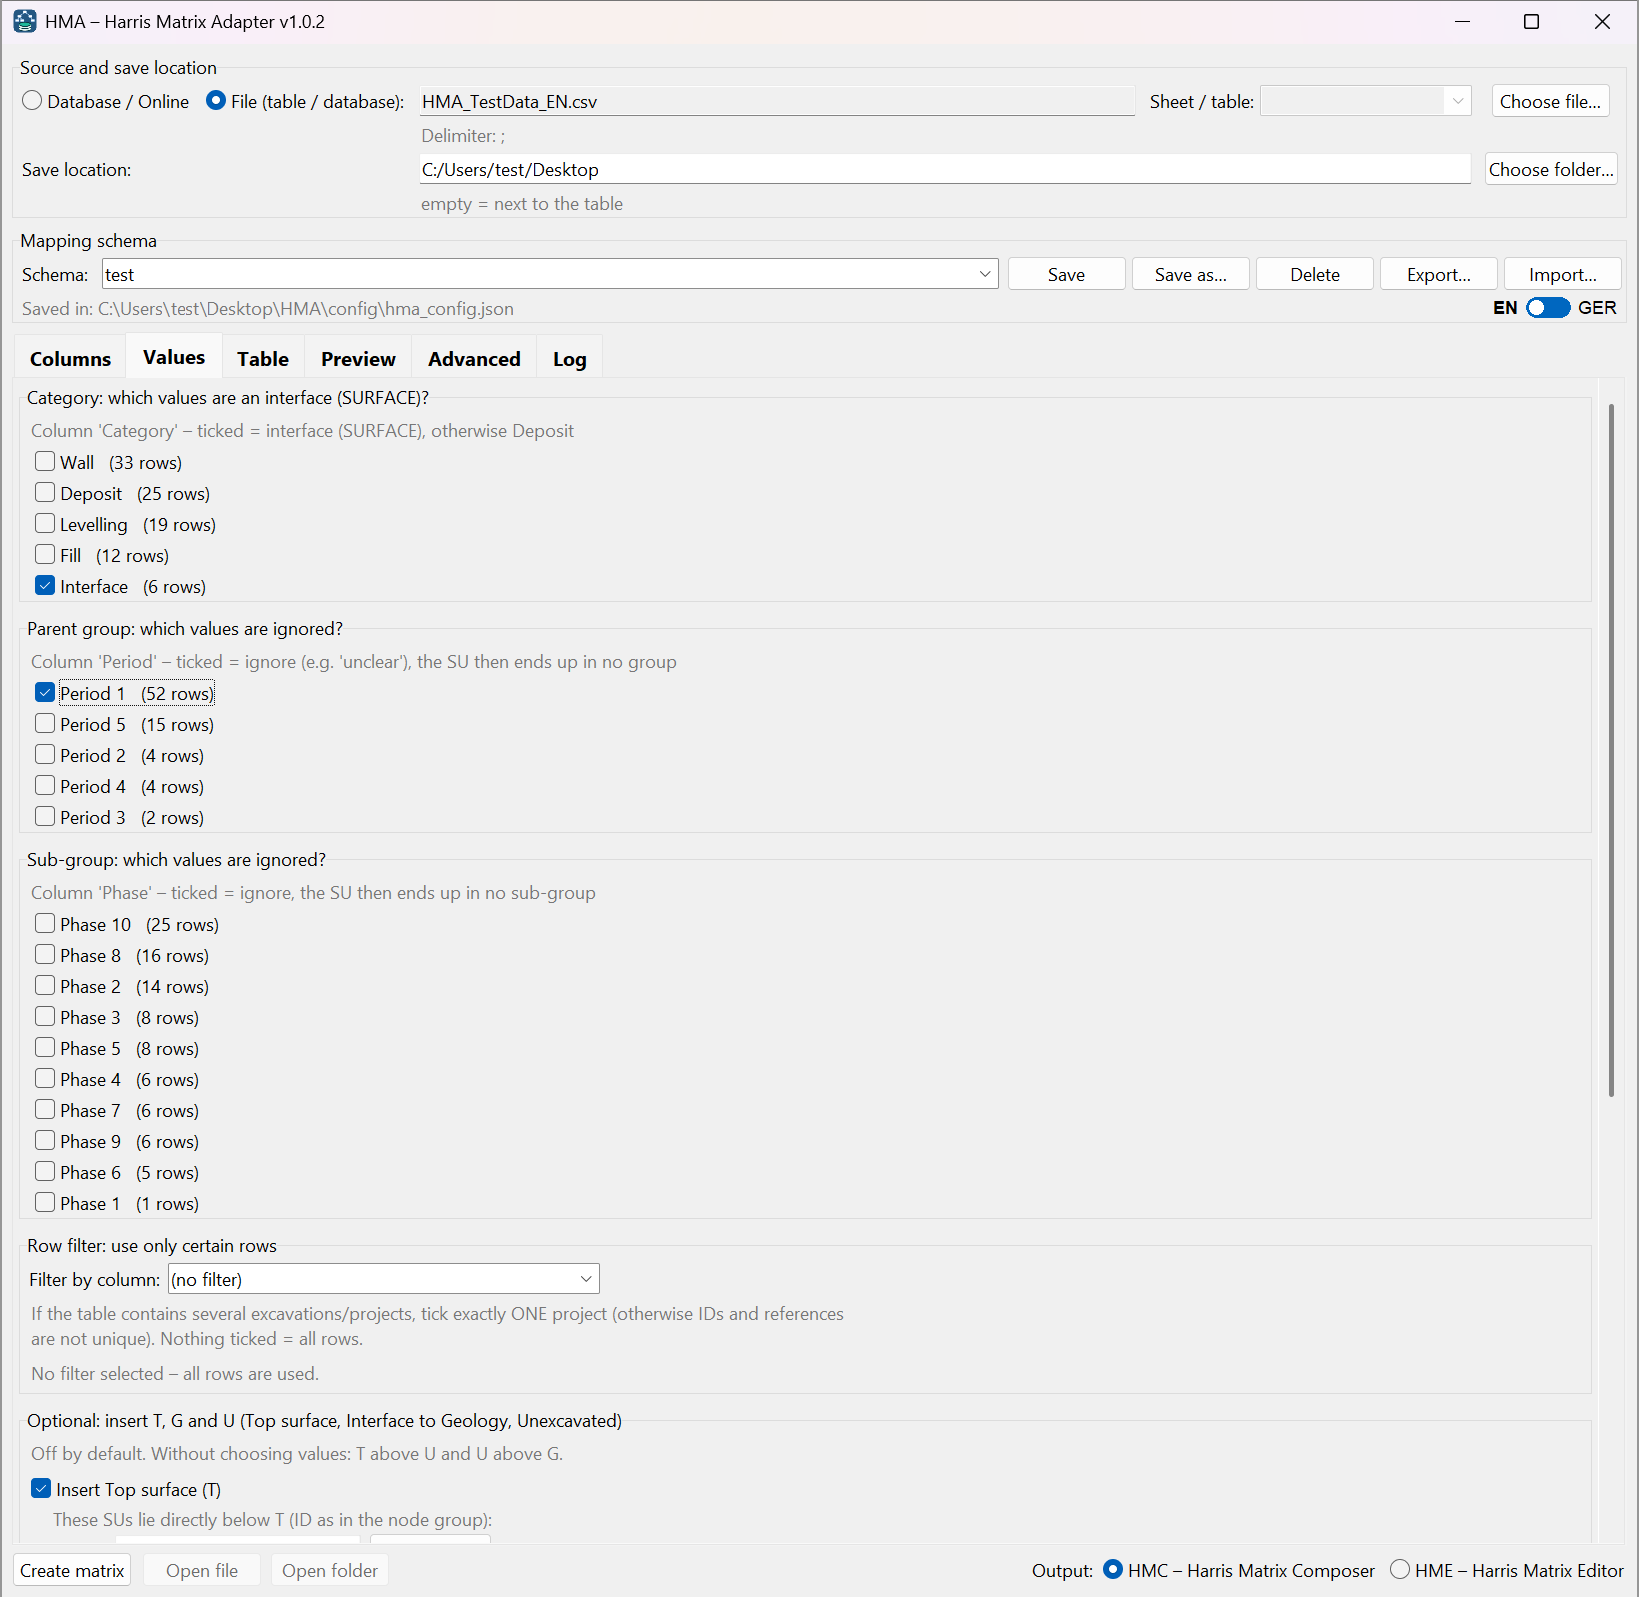 HMA – Harris Matrix Adapter v1.0.2
Source and save location
Database / Online File (table / database): HMA_TestData_EN.csv Sheet / table: Choose file...
Delimiter: ;
Save location: C:/Users/test/Desktop Choose folder...
empty = next to the table
Mapping schema
Schema: test Save Save as... Delete Export... Import...
Saved in: C:\Users\test\Desktop\HMA\config\hma_config.json EN GER
Columns Values Table Preview Advanced Log
Category: which values are an interface (SURFACE)?
Column 'Category' – ticked = interface (SURFACE), otherwise Deposit
Wall (33 rows)
Deposit (25 rows)
Levelling (19 rows)
Fill (12 rows)
Interface (6 rows)
Parent group: which values are ignored?
Column 'Period' – ticked = ignore (e.g. 'unclear'), the SU then ends up in no group
Period 1 (52 rows)
Period 5 (15 rows)
Period 2 (4 rows)
Period 4 (4 rows)
Period 3 (2 rows)
Sub-group: which values are ignored?
Column 'Phase' – ticked = ignore, the SU then ends up in no sub-group
Phase 10 (25 rows)
Phase 8 (16 rows)
Phase 2 (14 rows)
Phase 3 (8 rows)
Phase 5 (8 rows)
Phase 4 (6 rows)
Phase 7 (6 rows)
Phase 9 (6 rows)
Phase 6 (5 rows)
Phase 1 (1 rows)
Row filter: use only certain rows
Filter by column: (no filter)
If the table contains several excavations/projects, tick exactly ONE project (otherwise IDs and references
are not unique). Nothing ticked = all rows.
No filter selected – all rows are used.
Optional: insert T, G and U (Top surface, Interface to Geology, Unexcavated)
Off by default. Without choosing values: T above U and U above G.
Insert Top surface (T)
These SUs lie directly below T (ID as in the node group):
Create matrix Open file Open folder Output: HMC – Harris Matrix Composer HME – Harris Matrix Editor